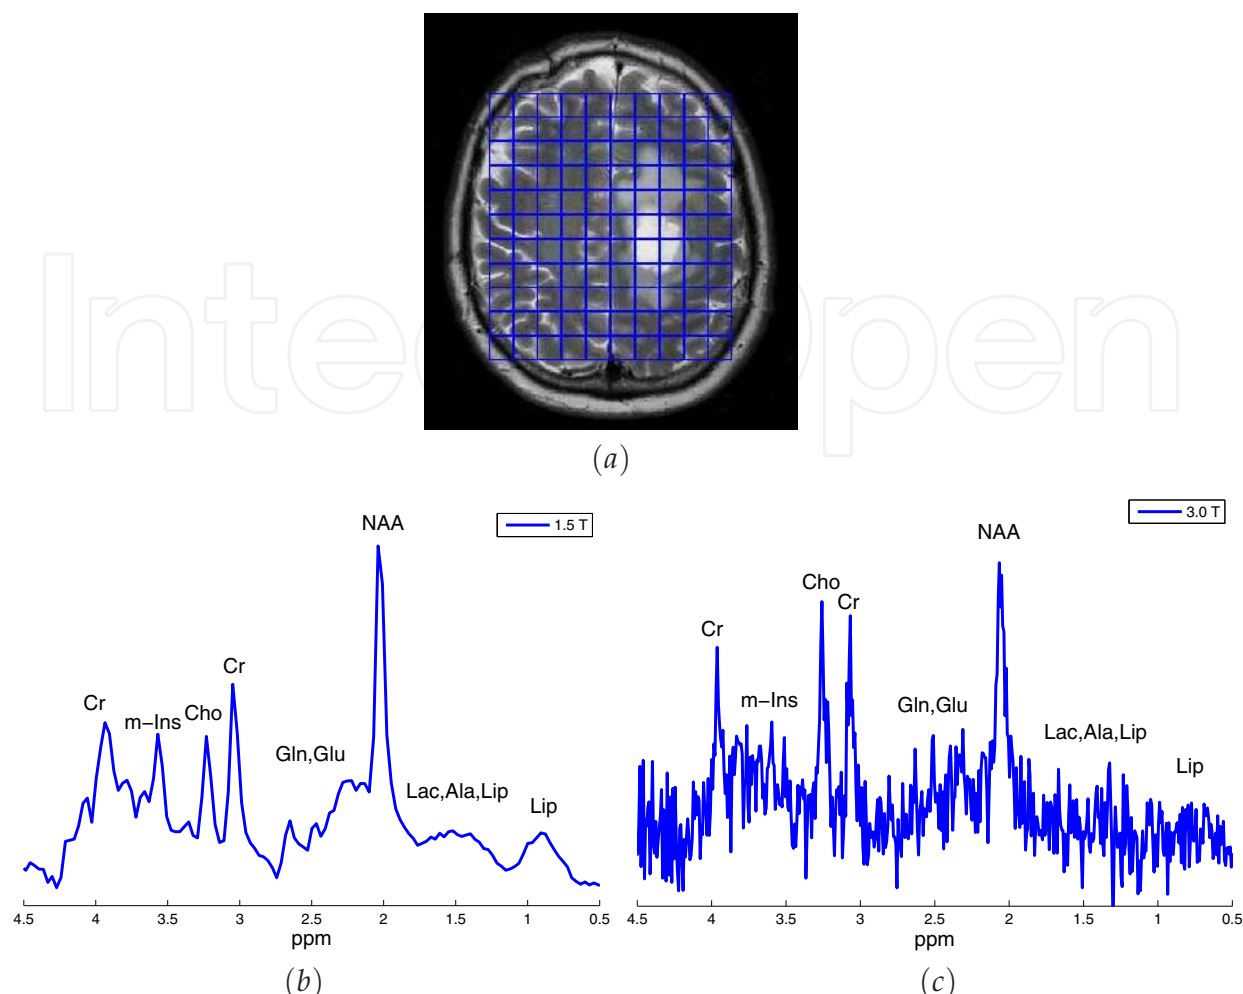 IntechOpen
(a)
NAA
1.5 T
Cr
Cr
m−Ins
Cho
Gln,Glu
Lac,Ala,Lip
Lip
4.5 4 3.5 3 2.5 2 1.5 1 0.5
ppm
(b)
3.0 T
NAA
Cho
Cr
Cr
m−Ins
Gln,Glu
Lac,Ala,Lip
Lip
4.5 4 3.5 3 2.5 2 1.5 1 0.5
ppm
(c)